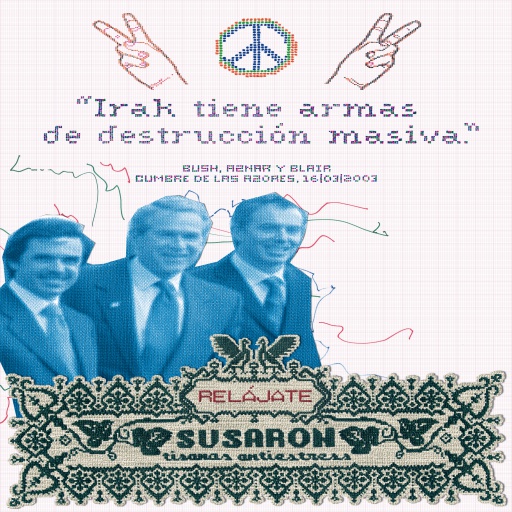 "Irak tiene armas
de destrucción masiva."
BUSH, AZNAR Y BLAIR
CUMBRE DE LAS AZORES, 16/03/2003
RELÁJATE
SUSARON
tisanas antiestress